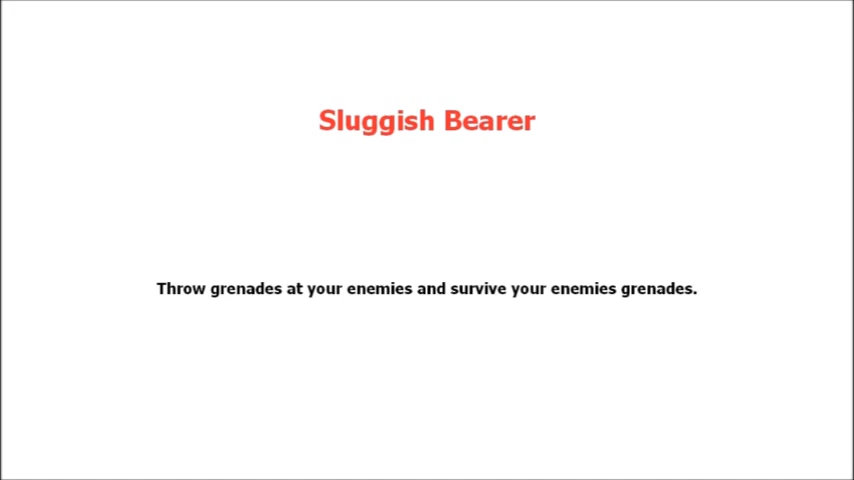 Sluggish Bearer
Throw grenades at your enemies and survive your enemies grenades.